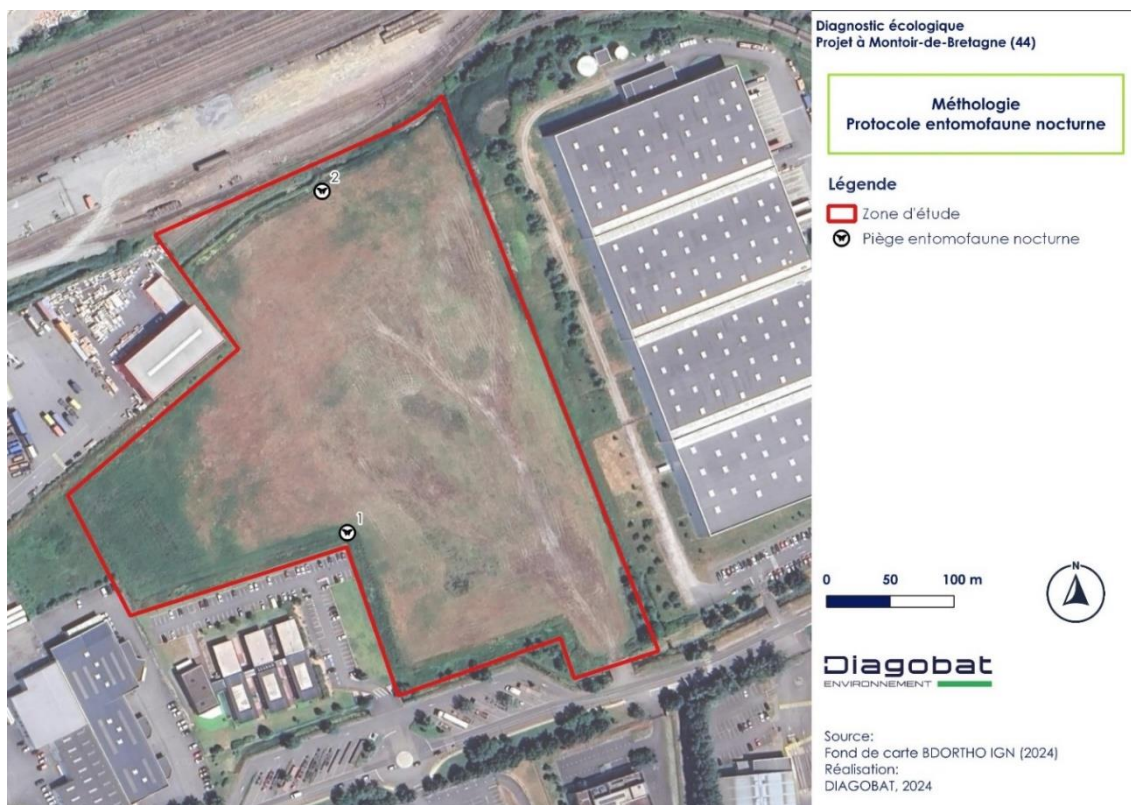 Diagnostic écologique
Projet à Montoir-de-Bretagne (44)
Méthologie
Protocole entomofaune nocturne
Légende
Zone d'étude
Piège entomofaune nocturne
2
1
0 50 100 m
N
Diagobat
ENVIRONNEMENT
Source:
Fond de carte BDORTHO IGN (2024)
Réalisation:
DIAGOBAT, 2024